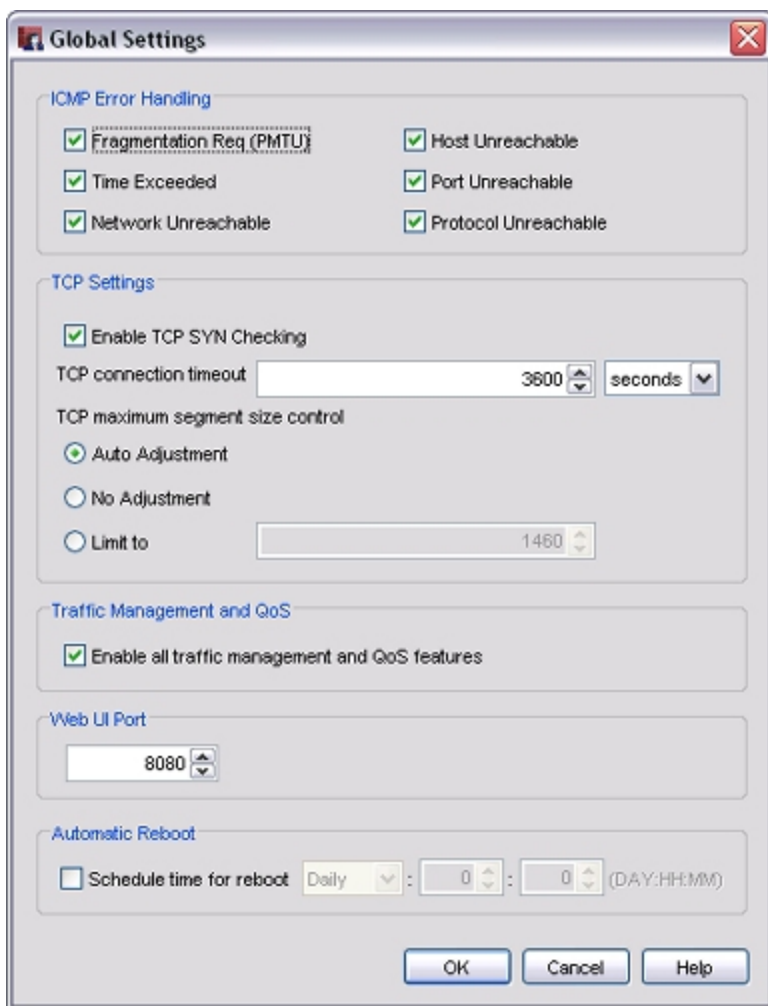 Global Settings
ICMP Error Handling
Fragmentation Req (PMTU)
Host Unreachable
Time Exceeded
Port Unreachable
Network Unreachable
Protocol Unreachable
TCP Settings
Enable TCP SYN Checking
TCP connection timeout 3600 seconds
TCP maximum segment size control
Auto Adjustment
No Adjustment
Limit to 1460
Traffic Management and QoS
Enable all traffic management and QoS features
Web UI Port
8080
Automatic Reboot
Schedule time for reboot Daily : 0 : 0 (DAY:HH:MM)
OK Cancel Help